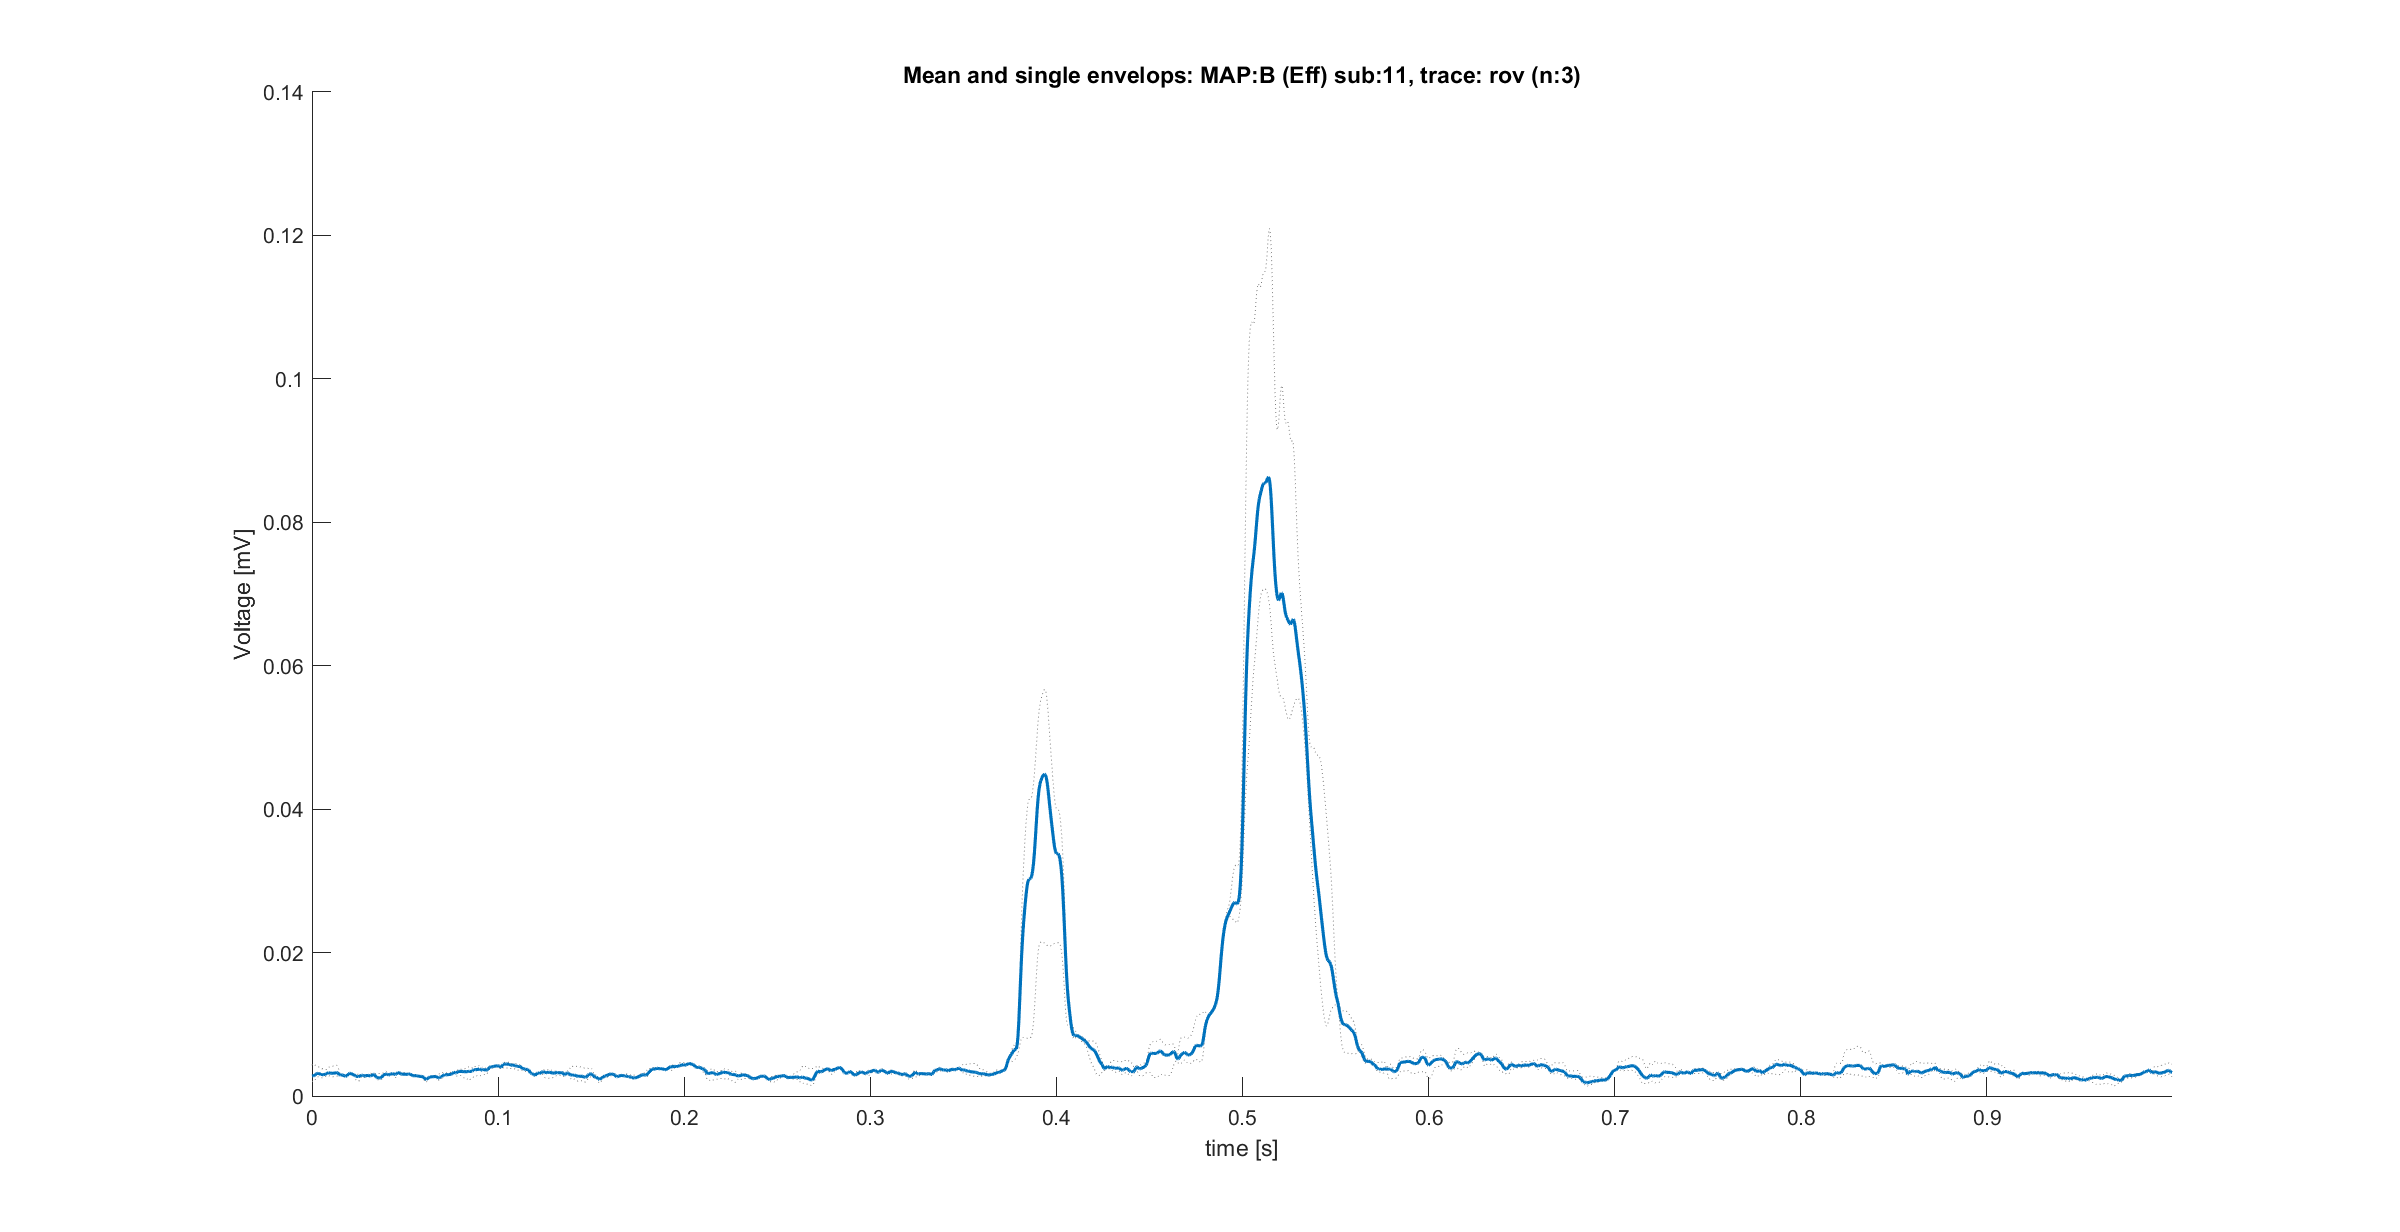 Mean and single envelops: MAP:B (Eff) sub:11, trace: rov (n:3)
0.14
0.12
0.1
0.08
0.06
0.04
0.02
0
Voltage [mV]
0 0.1 0.2 0.3 0.4 0.5 0.6 0.7 0.8 0.9
time [s]